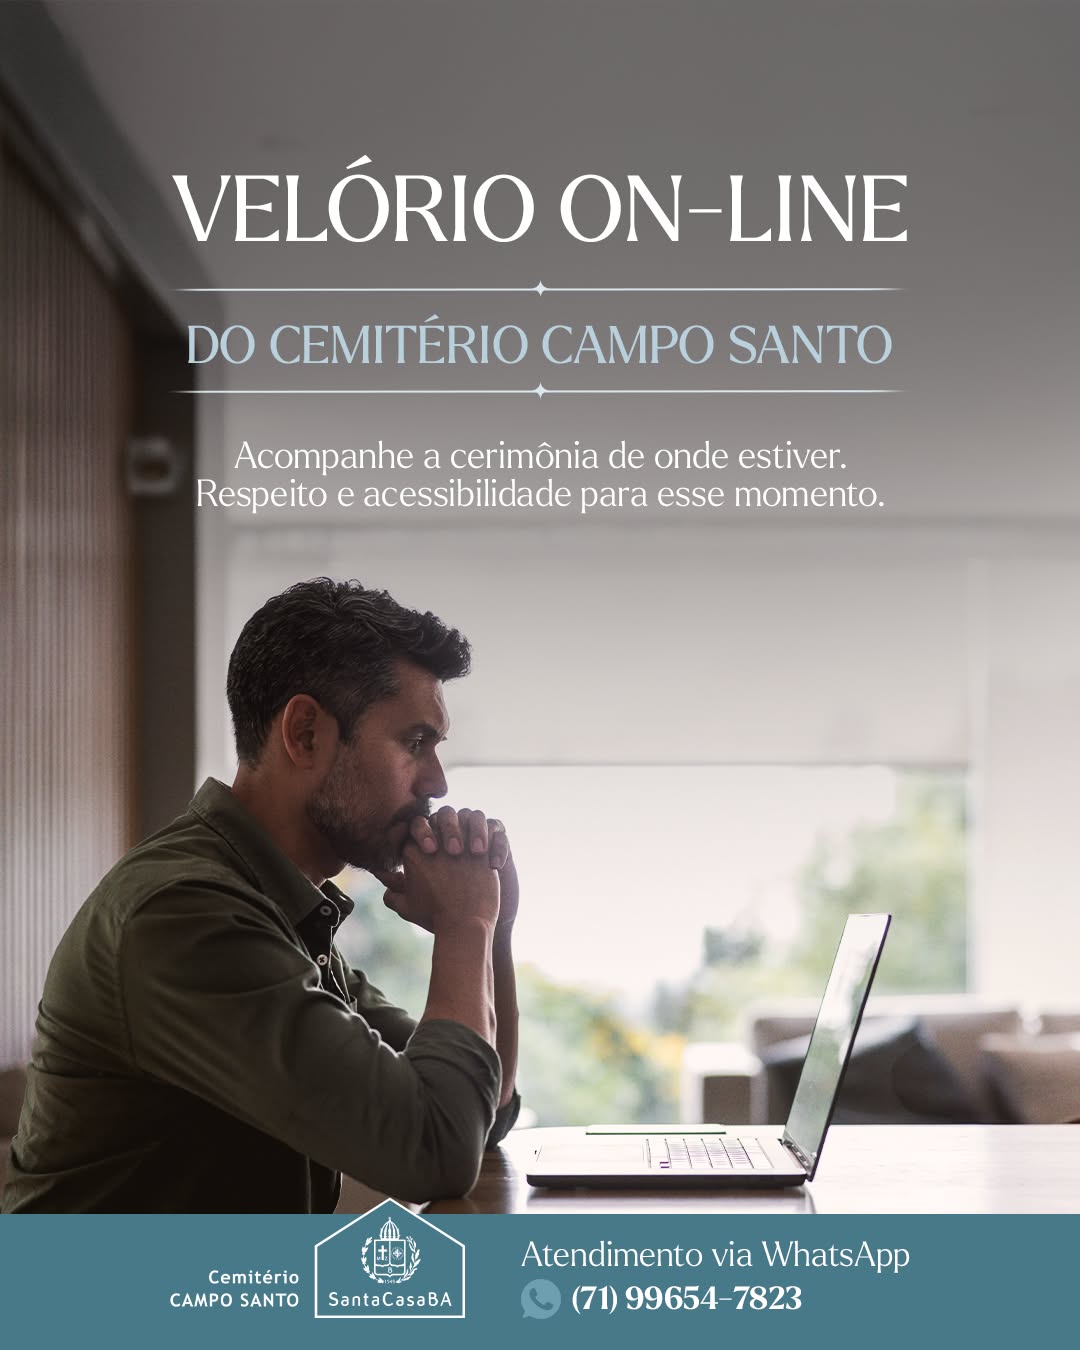 VELÓRIO ON-LINE
DO CEMITÉRIO CAMPO SANTO
Acompanhe a cerimônia de onde estiver.
Respeito e acessibilidade para esse momento.
Cemitério
CAMPO SANTO
SantaCasaBA
Atendimento via WhatsApp
(71) 99654-7823